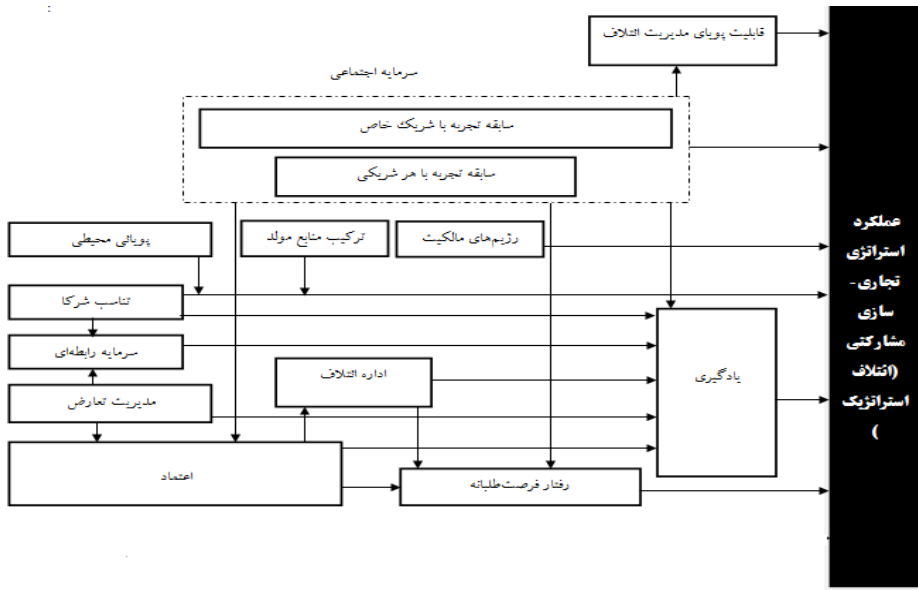 قابلیت پویای مدیریت ائتلاف
سرمایه اجتماعی
سابقه تجربه با شریک خاص
سابقه تجربه با هر شریکی
پویائی محیطی
ترکیب منابع مولد
رژیم‌های مالکیت
تناسب شرکا
سرمایه رابطه‌ای
مدیریت تعارض
اعتماد
اداره ائتلاف
رفتار فرصت‌طلبانه
یادگیری
عملکرد
استراتژی
تجاری-
سازی
مشارکتی
(ائتلاف
استراتژیک
)